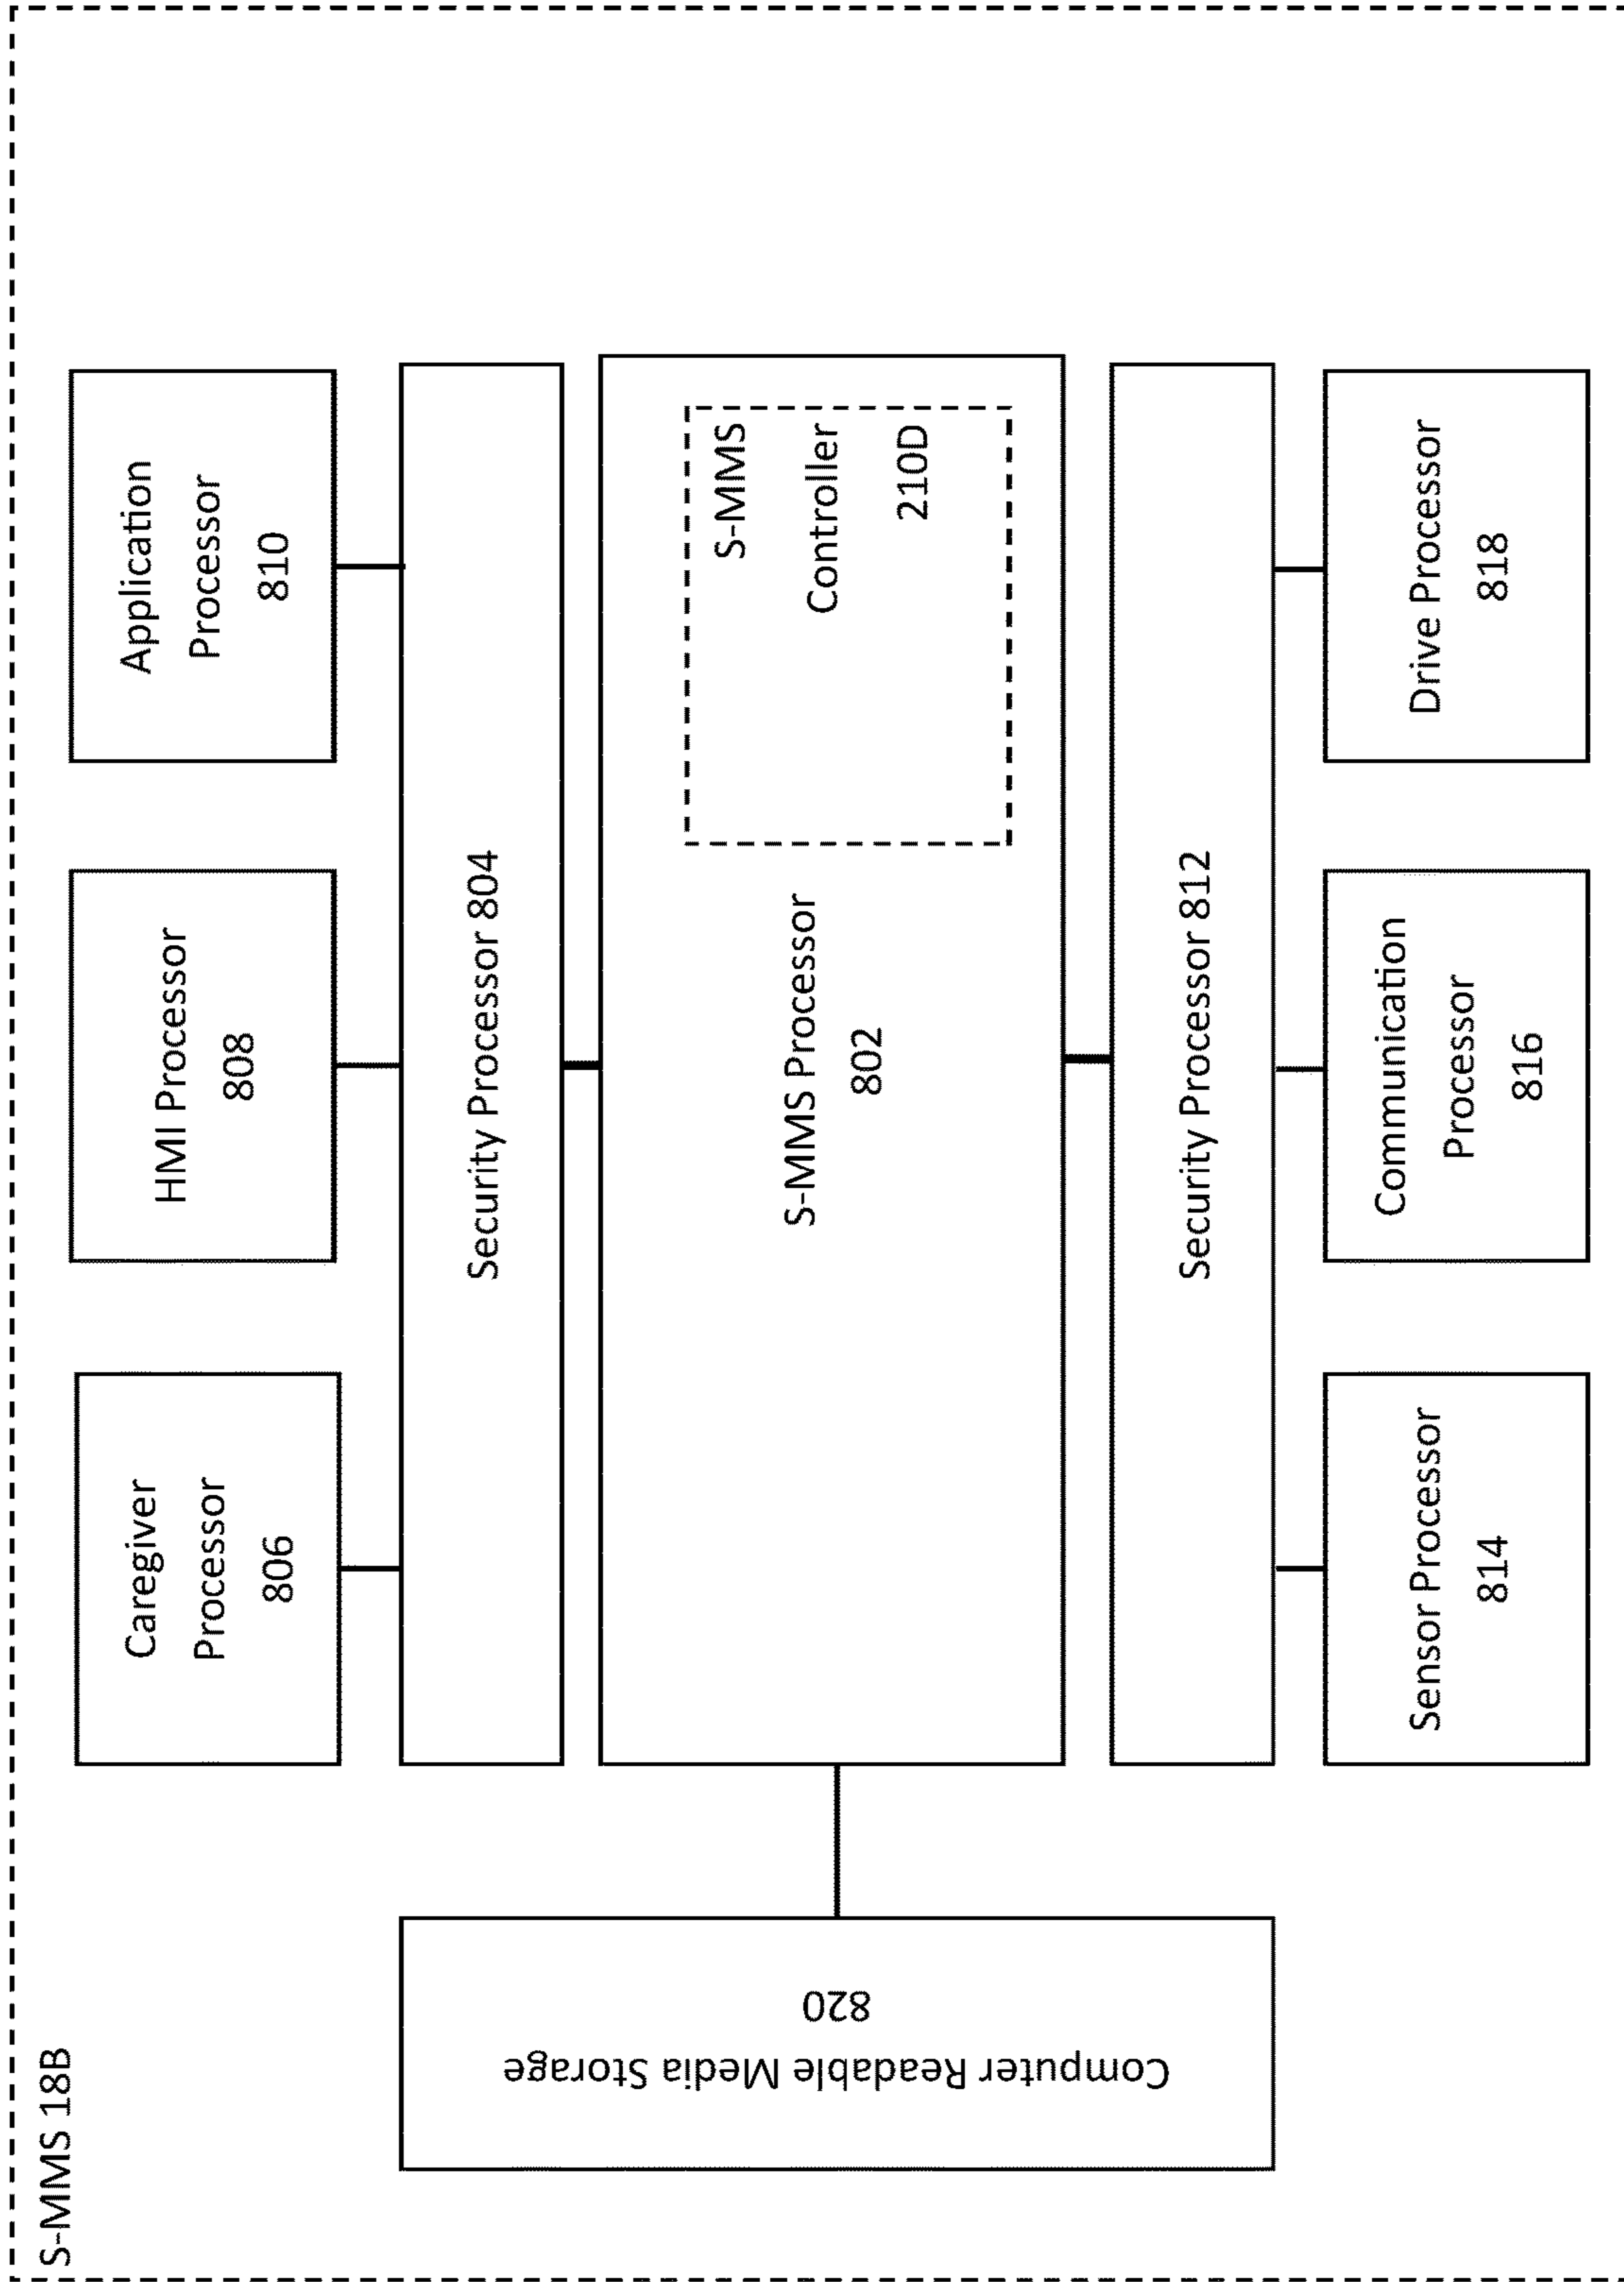 S-MMS 18B
Caregiver
Processor
806
HMI Processor
808
Application
Processor
810
Security Processor 804
S-MMS Processor
802
S-MMS
Controller
210D
Computer Readable Media Storage
820
Security Processor 812
Sensor Processor
814
Communication
Processor
816
Drive Processor
818